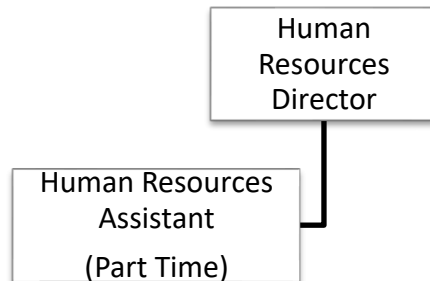 Human
Resources
Director
Human Resources
Assistant
(Part Time)